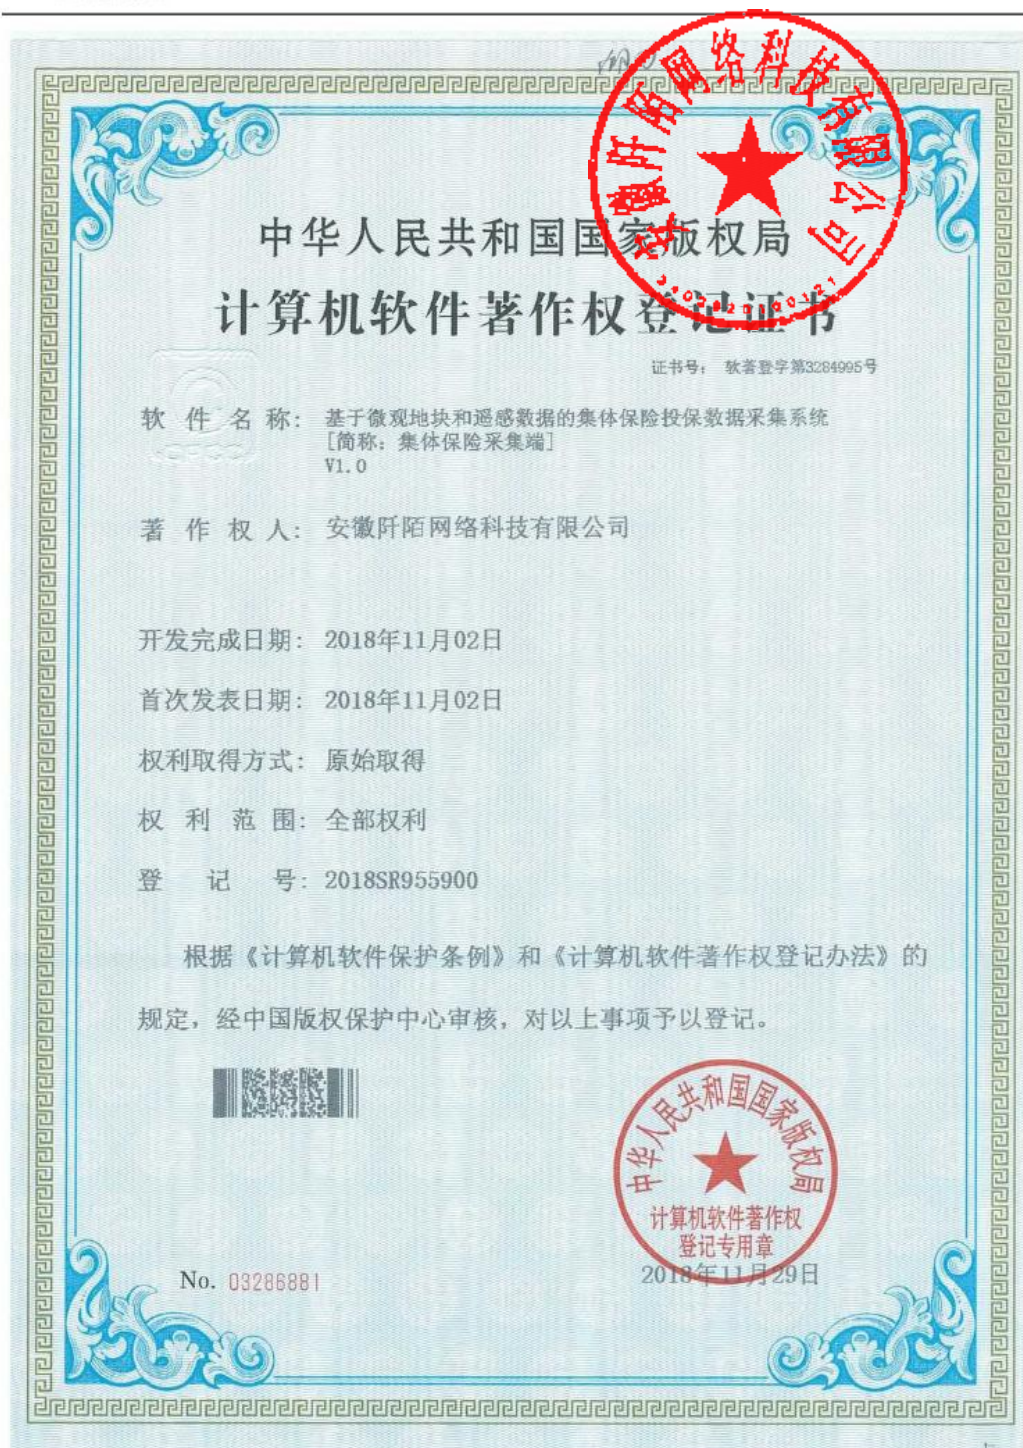 安徽阡陌网络科技有限公司
中华人民共和国国家版权局
计算机软件著作权登记证书
证书号： 软著登字第3284995号
软件名称： 基于微观地块和遥感数据的集体保险投保数据采集系统
[简称：集体保险采集端]
V1.0
著作权人： 安徽阡陌网络科技有限公司
开发完成日期： 2018年11月02日
首次发表日期： 2018年11月02日
权利取得方式： 原始取得
权利范围： 全部权利
登记号： 2018SR955900
根据《计算机软件保护条例》和《计算机软件著作权登记办法》的
规定，经中国版权保护中心审核，对以上事项予以登记。
中华人民共和国国家版权局
计算机软件著作权
登记专用章
No. 03286881
2018年11月29日